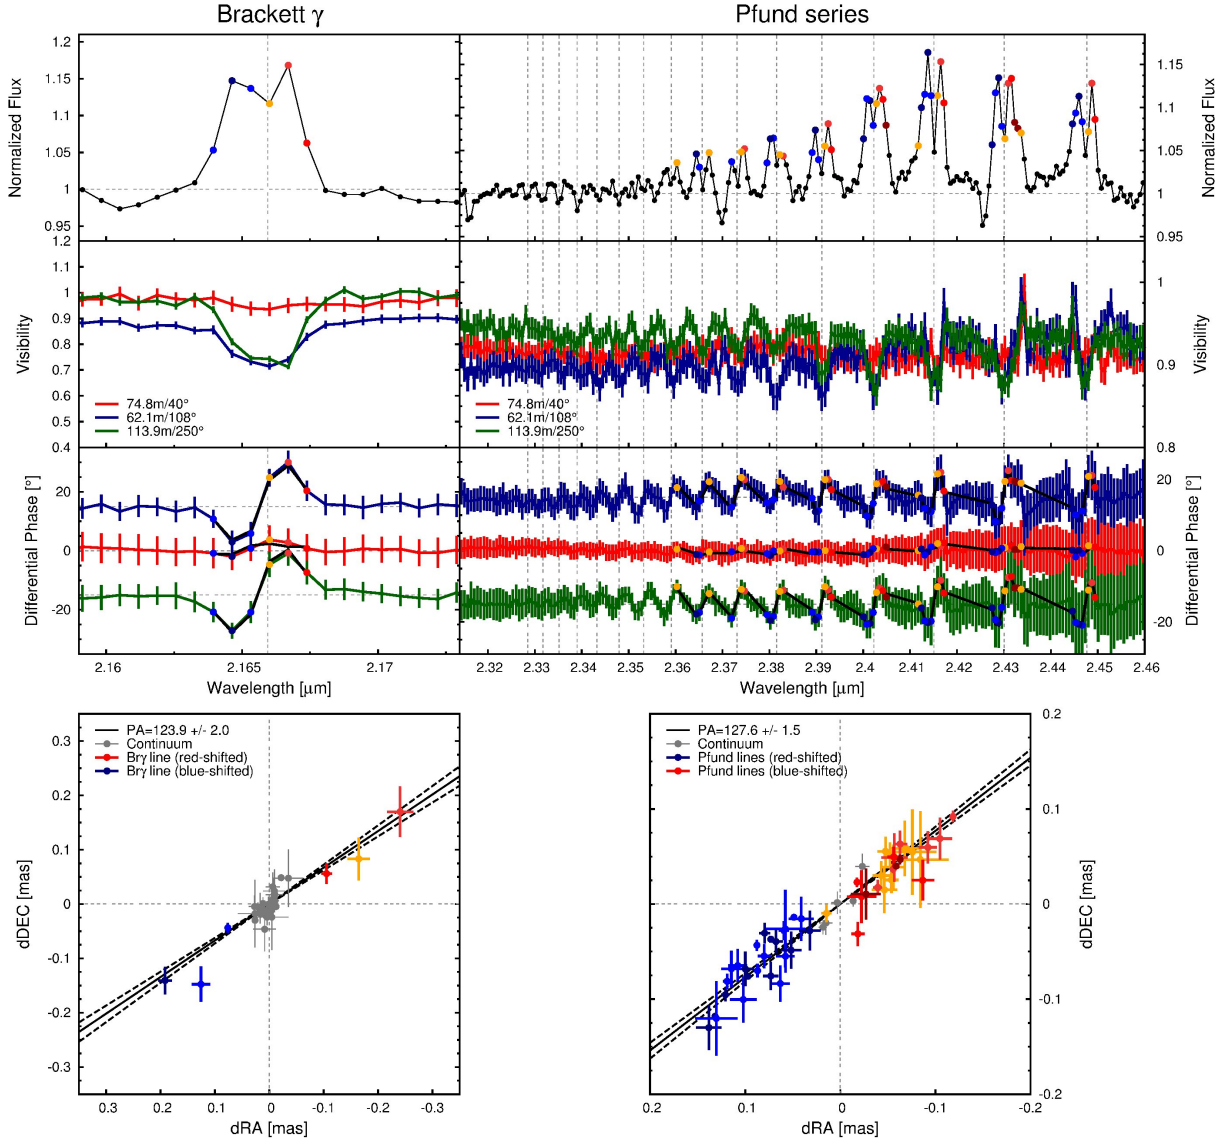 Brackett γ
Pfund series
1.2
1.15
1.1
1.05
1
0.95
Normalized Flux
1.15
1.1
1.05
1
0.95
Normalized Flux
1.2
1.1
1
0.9
0.8
0.7
0.6
0.5
0.4
Visibility
74.8m/40°
62.1m/108°
113.9m/250°
74.8m/40°
62.1m/108°
113.9m/250°
1
0.9
0.8
Visibility
20
0
-20
Differential Phase [°]
20
0
-20
Differential Phase [°]
2.16 2.165 2.17
Wavelength [μm]
2.32 2.33 2.34 2.35 2.36 2.37 2.38 2.39 2.4 2.41 2.42 2.43 2.44 2.45 2.46
Wavelength [μm]
PA=123.9 +/- 2.0
Continuum
Brγ line (red-shifted)
Brγ line (blue-shifted)
0.3
0.2
0.1
0
-0.1
-0.2
-0.3
dDEC [mas]
0.3 0.2 0.1 0 -0.1 -0.2 -0.3
dRA [mas]
PA=127.6 +/- 1.5
Continuum
Pfund lines (red-shifted)
Pfund lines (blue-shifted)
0.2
0.1
0
-0.1
-0.2
dDEC [mas]
0.2 0.1 0 -0.1 -0.2
dRA [mas]